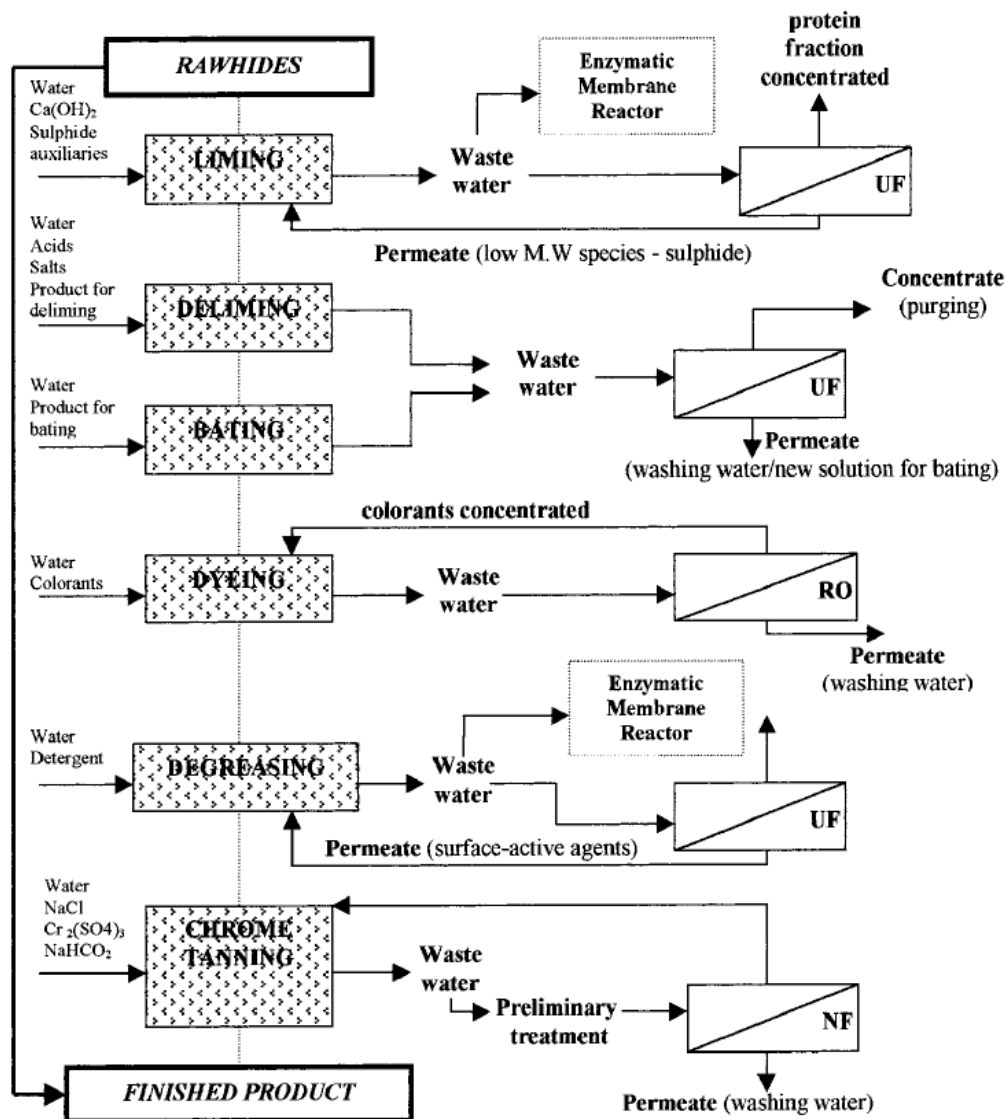 RAWHIDES
Water
Ca(OH)2
Sulphide
auxiliaries
LIMING
Waste
water
Enzymatic
Membrane
Reactor
protein
fraction
concentrated
UF
Permeate (low M.W species - sulphide)
Water
Acids
Salts
Product for
deliming
DELIMING
Water
Product for
bating
BATING
Waste
water
Concentrate
(purging)
UF
Permeate
(washing water/new solution for bating)
colorants concentrated
Water
Colorants
DYEING
Waste
water
RO
Permeate
(washing water)
Water
Detergent
DEGREASING
Waste
water
Enzymatic
Membrane
Reactor
UF
Permeate (surface-active agents)
Water
NaCl
Cr 2(SO4)3
NaHCO2
CHROME
TANNING
Waste
water
Preliminary
treatment
NF
Permeate (washing water)
FINISHED PRODUCT